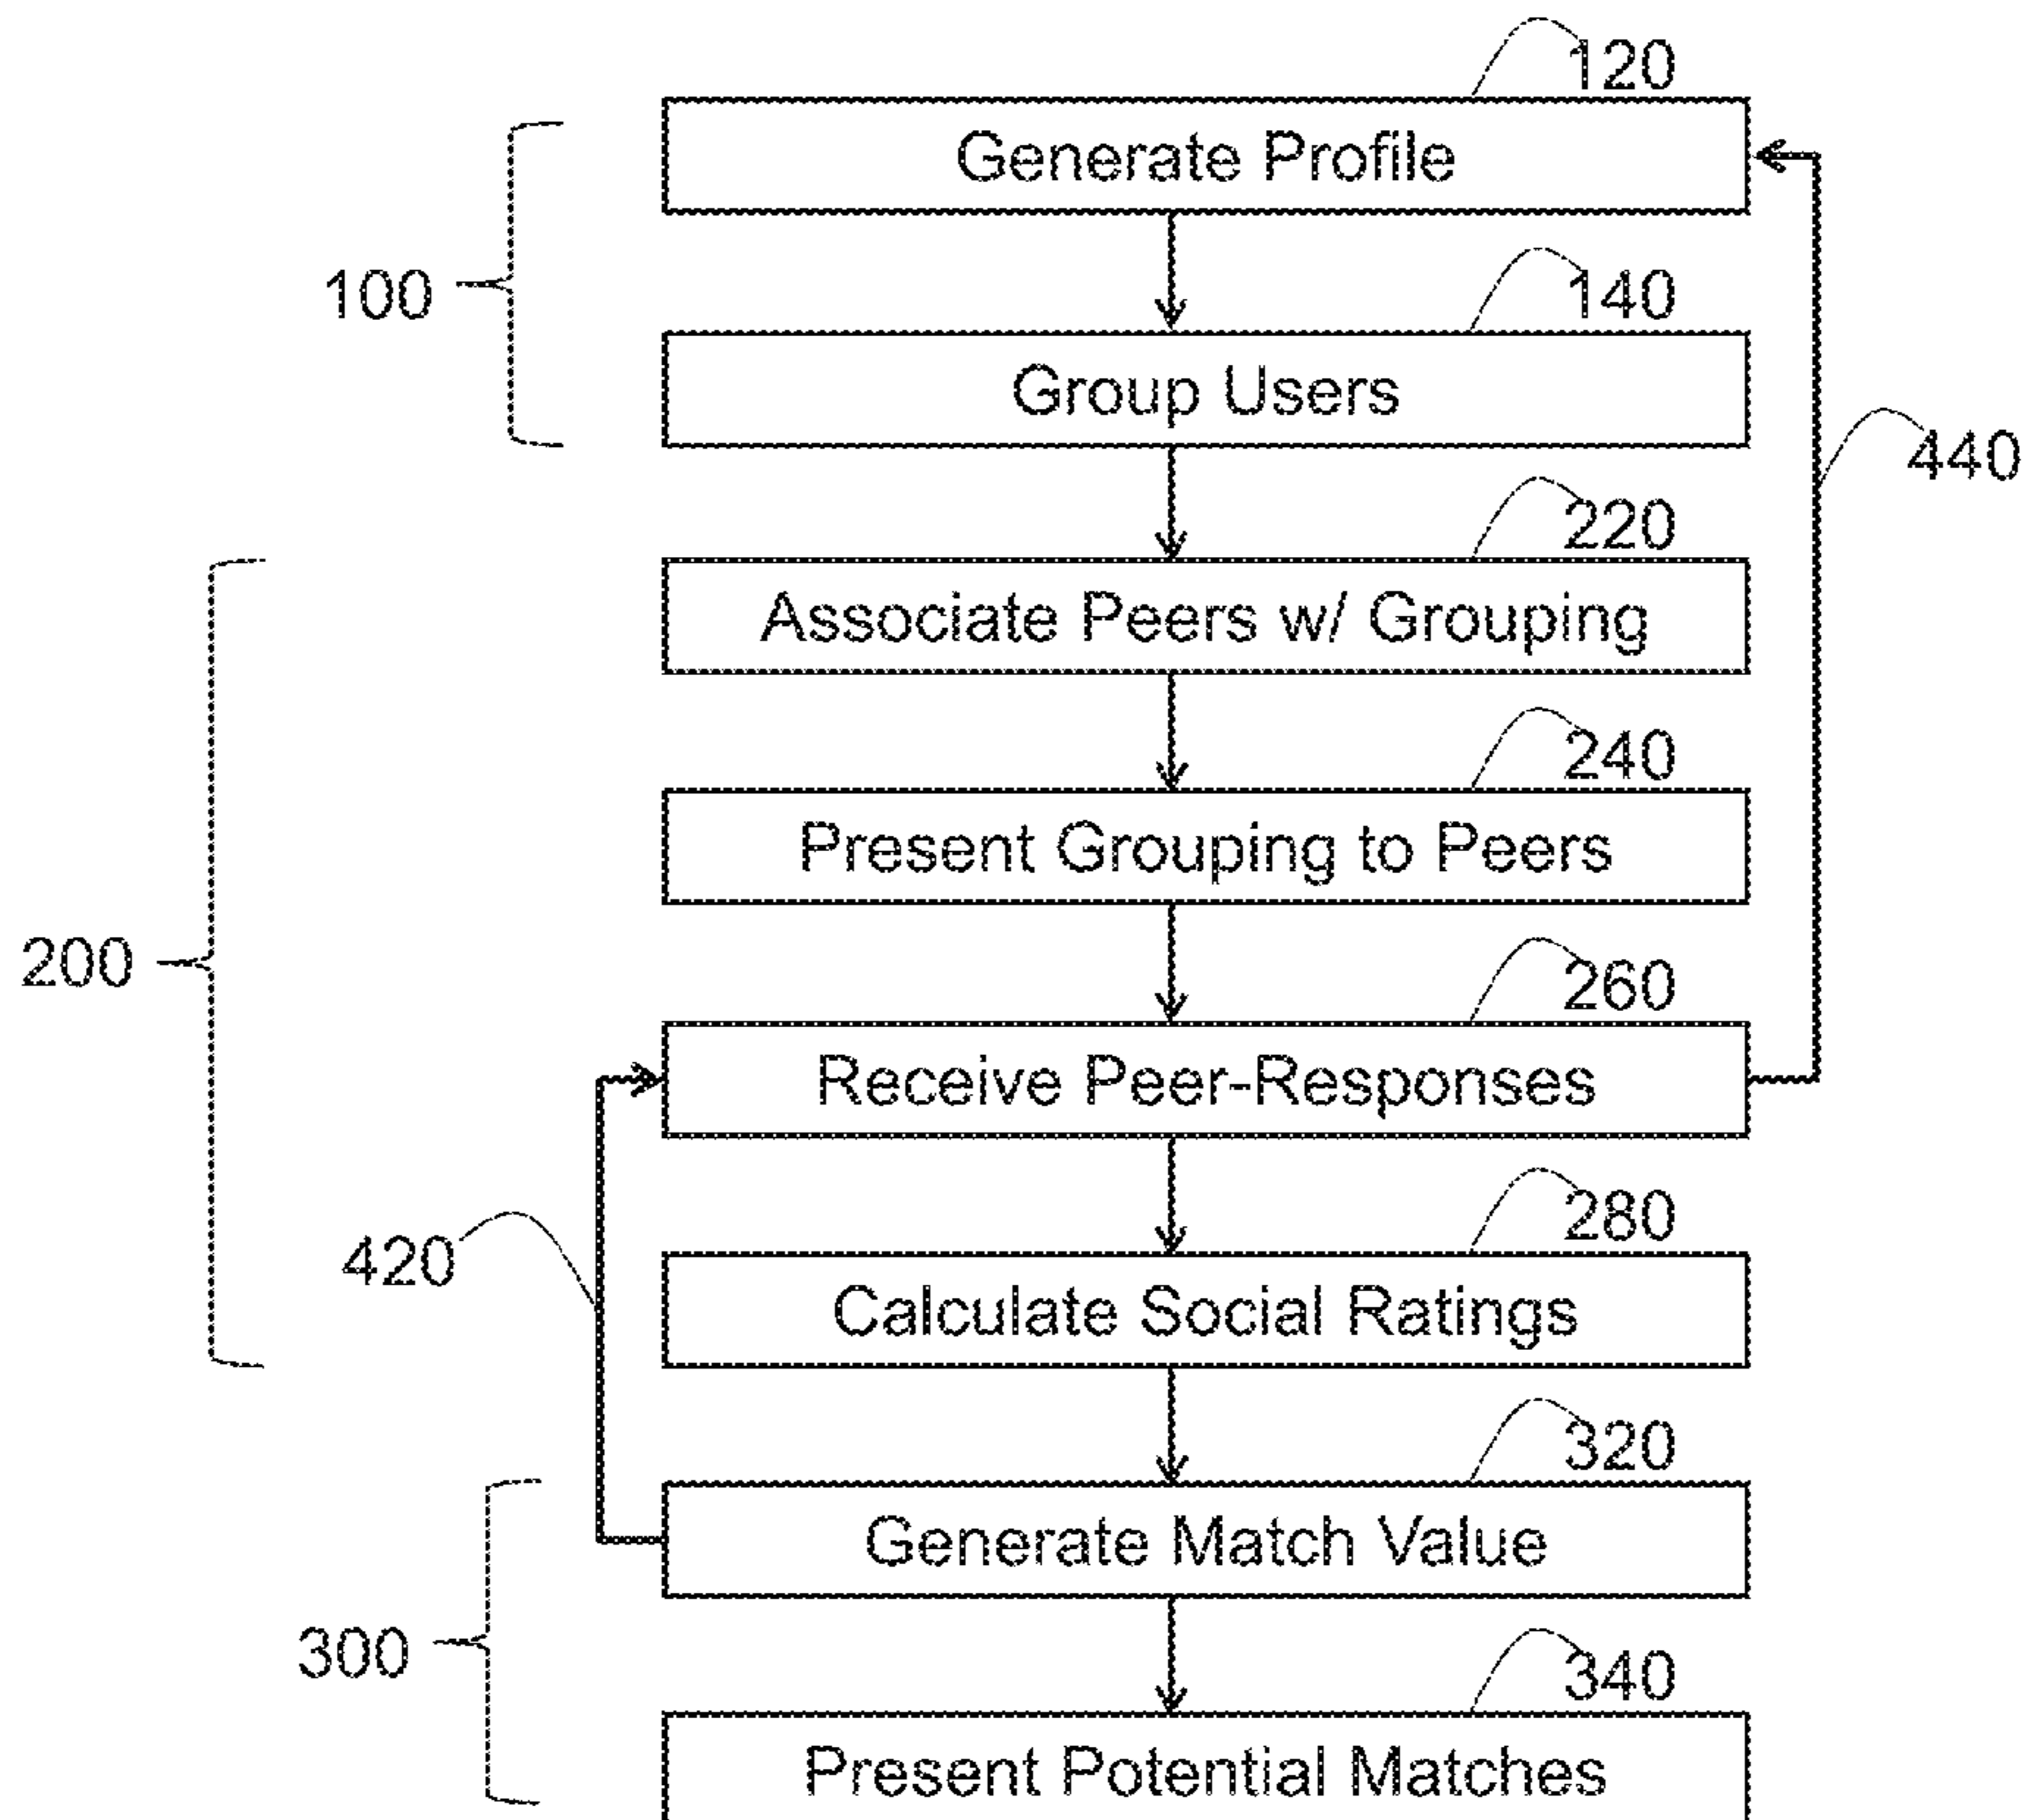 120
Generate Profile
100
140
Group Users
440
220
Associate Peers w/ Grouping
240
Present Grouping to Peers
200
260
Receive Peer-Responses
280
420
Calculate Social Ratings
320
Generate Match Value
300
340
Present Potential Matches